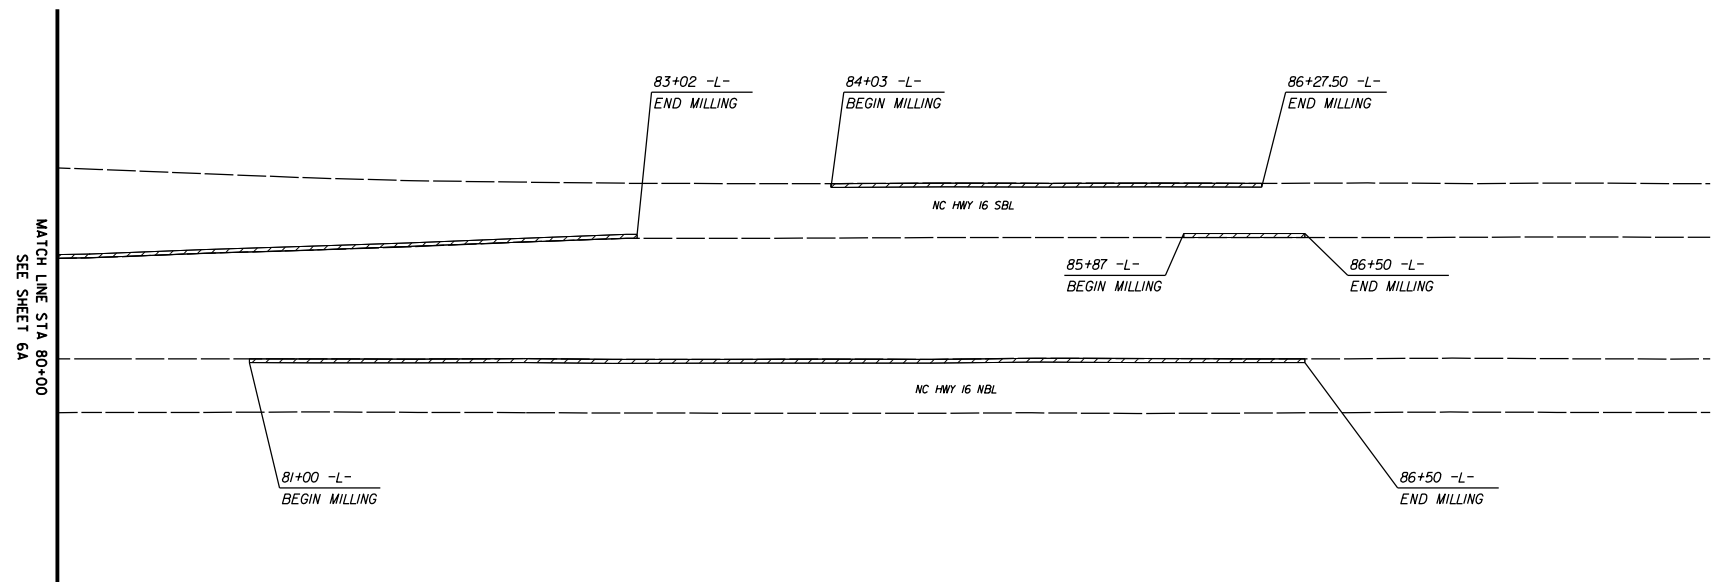 83+02 -L-
END MILLING
84+03 -L-
BEGIN MILLING
86+27.50 -L-
END MILLING
NC HWY 16 SBL
85+87 -L-
BEGIN MILLING
86+50 -L-
END MILLING
MATCH LINE STA 80+00
SEE SHEET 6A
NC HWY 16 NBL
81+00 -L-
BEGIN MILLING
86+50 -L-
END MILLING